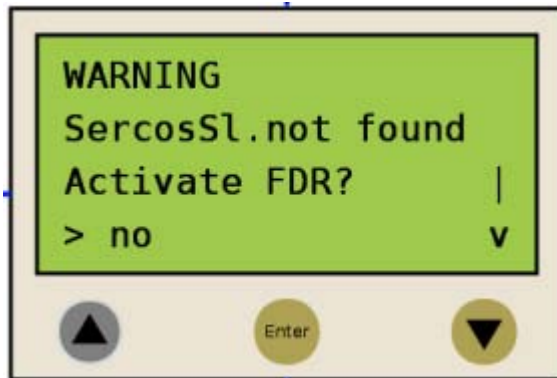 WARNING
SercosSl.not found
Activate FDR? |
> no v
Enter